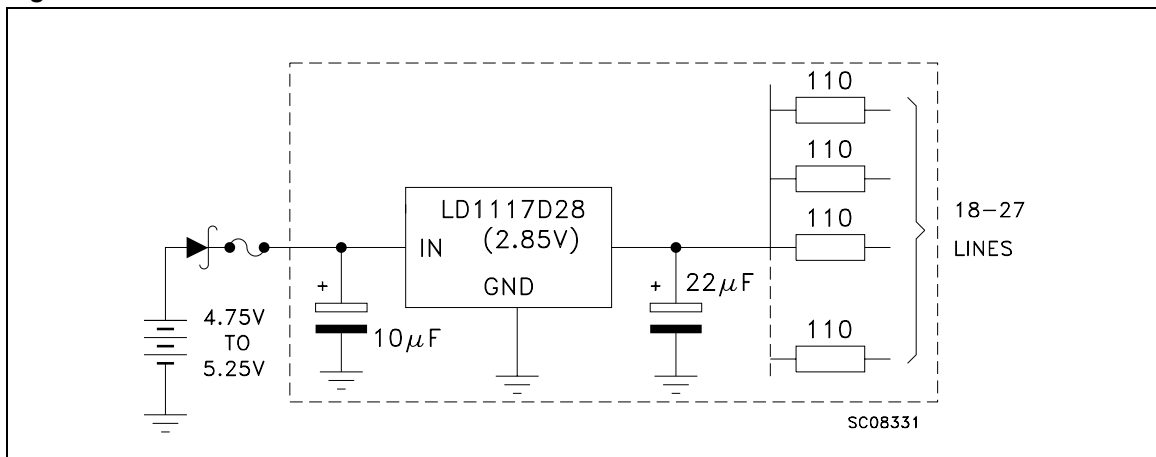 110
110
110
110
18-27
LINES
LD1117D28
(2.85V)
IN
GND
+
10μF
+
22μF
4.75V
TO
5.25V
SC08331